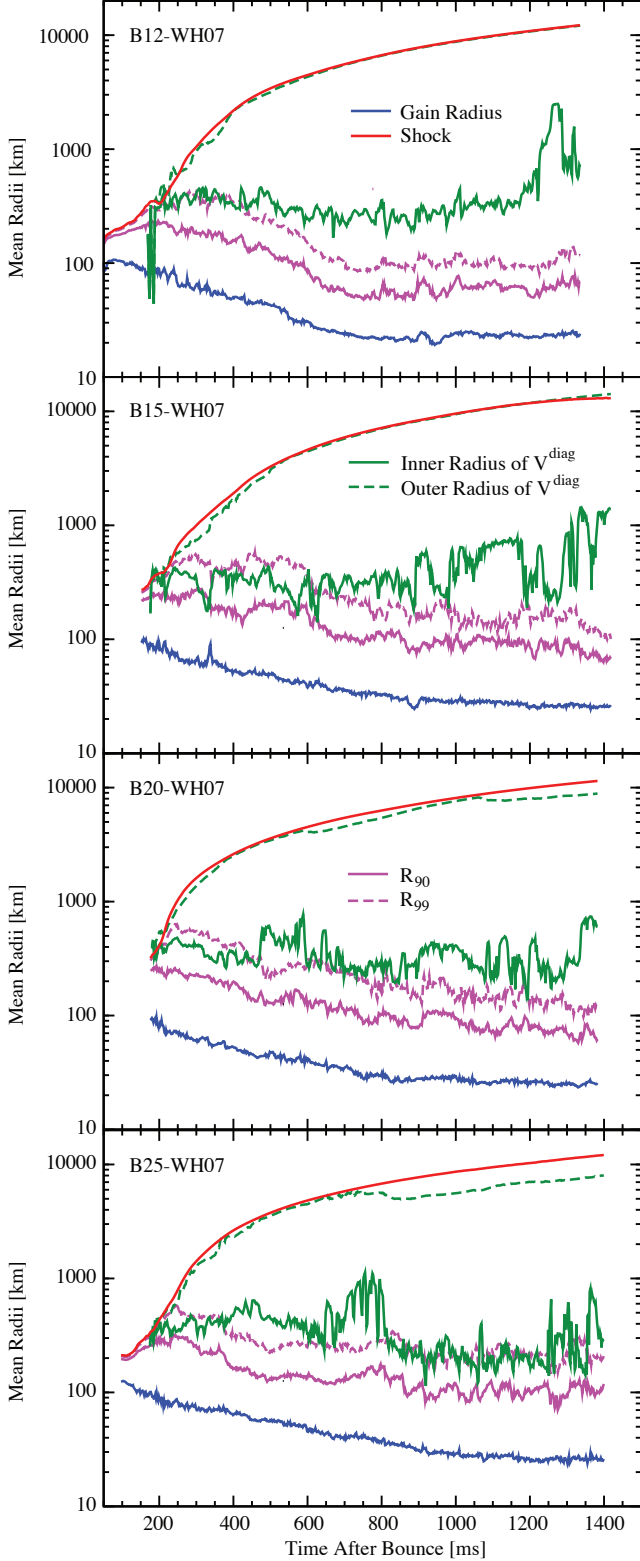 B12-WH07
10000
1000
100
10
Mean Radii [km]
Gain Radius
Shock
B15-WH07
10000
1000
100
10
Mean Radii [km]
Inner Radius of V^diag
Outer Radius of V^diag
B20-WH07
10000
1000
100
10
Mean Radii [km]
R₉₀
R₉₉
B25-WH07
10000
1000
100
10
Mean Radii [km]
200 400 600 800 1000 1200 1400
Time After Bounce [ms]